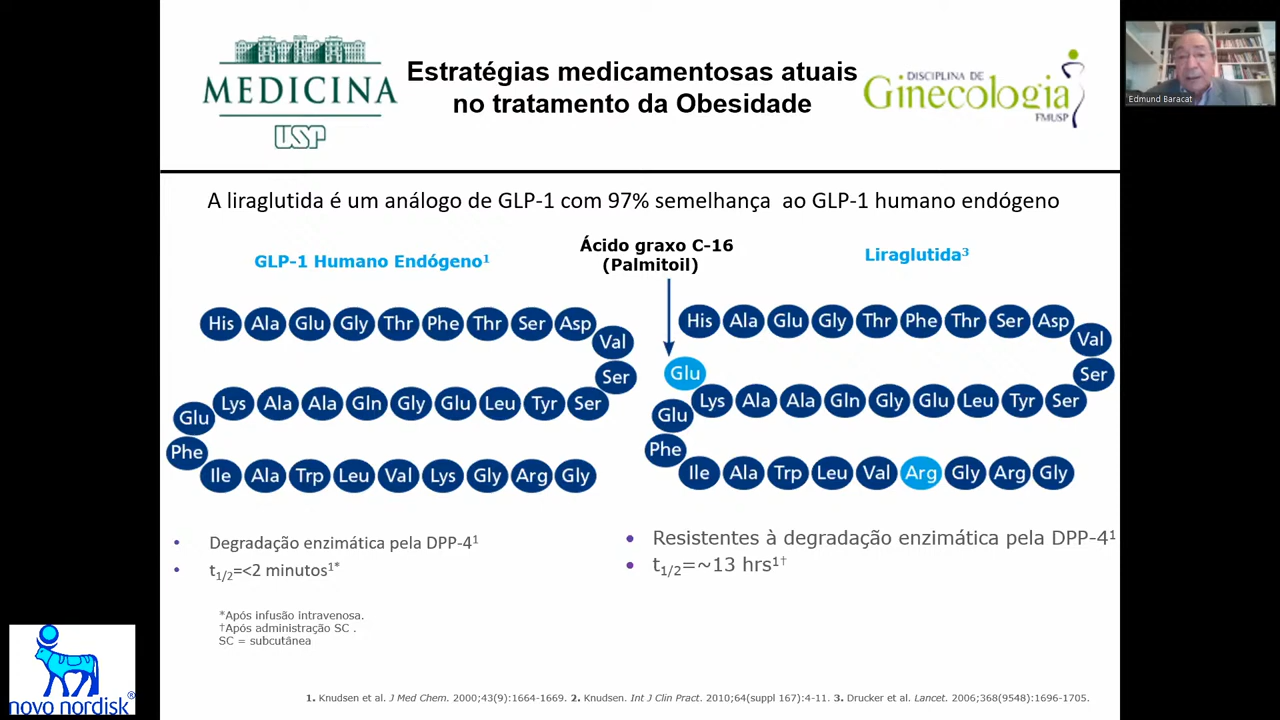 MEDICINA
USP
Estratégias medicamentosas atuais
no tratamento da Obesidade
DISCIPLINA DE
Ginecologia
FMUSP
Edmund Baracat
A liraglutida é um análogo de GLP-1 com 97% semelhança ao GLP-1 humano endógeno
GLP-1 Humano Endógeno¹
Ácido graxo C-16
(Palmitoil)
Liraglutida³
His Ala Glu Gly Thr Phe Thr Ser Asp
Val
Ser
Lys Ala Ala Gln Gly Glu Leu Tyr Ser
Glu
Phe
Ile Ala Trp Leu Val Lys Gly Arg Gly
His Ala Glu Gly Thr Phe Thr Ser Asp
Val
Ser
Glu
Lys Ala Ala Gln Gly Glu Leu Tyr Ser
Glu
Phe
Ile Ala Trp Leu Val Arg Gly Arg Gly
• Degradação enzimática pela DPP-4¹
• t1/2=<2 minutos¹*
• Resistentes à degradação enzimática pela DPP-4¹
• t1/2=~13 hrs¹†
*Após infusão intravenosa.
†Após administração SC .
SC = subcutânea
novo nordisk®
1. Knudsen et al. J Med Chem. 2000;43(9):1664-1669. 2. Knudsen. Int J Clin Pract. 2010;64(suppl 167):4-11. 3. Drucker et al. Lancet. 2006;368(9548):1696-1705.